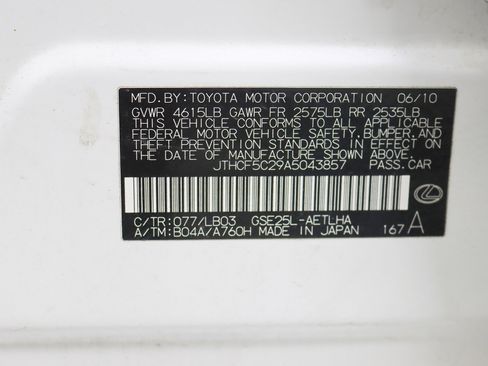 MFD. BY: TOYOTA MOTOR CORPORATION 06/10
GVWR 4615LB GAWR FR 2575LB RR 2535LB
THIS VEHICLE CONFORMS TO ALL APPLICABLE
FEDERAL MOTOR VEHICLE SAFETY, BUMPER, AND
THEFT PREVENTION STANDARDS IN EFFECT ON
THE DATE OF MANUFACTURE SHOWN ABOVE.
JTHCF5C29A5043857 PASS. CAR
C/TR: 077/LB03 GSE25L-AETLHA
A/TM: B04A/A760H MADE IN JAPAN 167 A